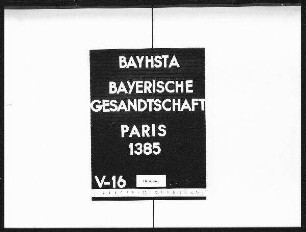 BAYHSTA
BAYERISCHE
GESANDTSCHAFT
PARIS
1385
V-16